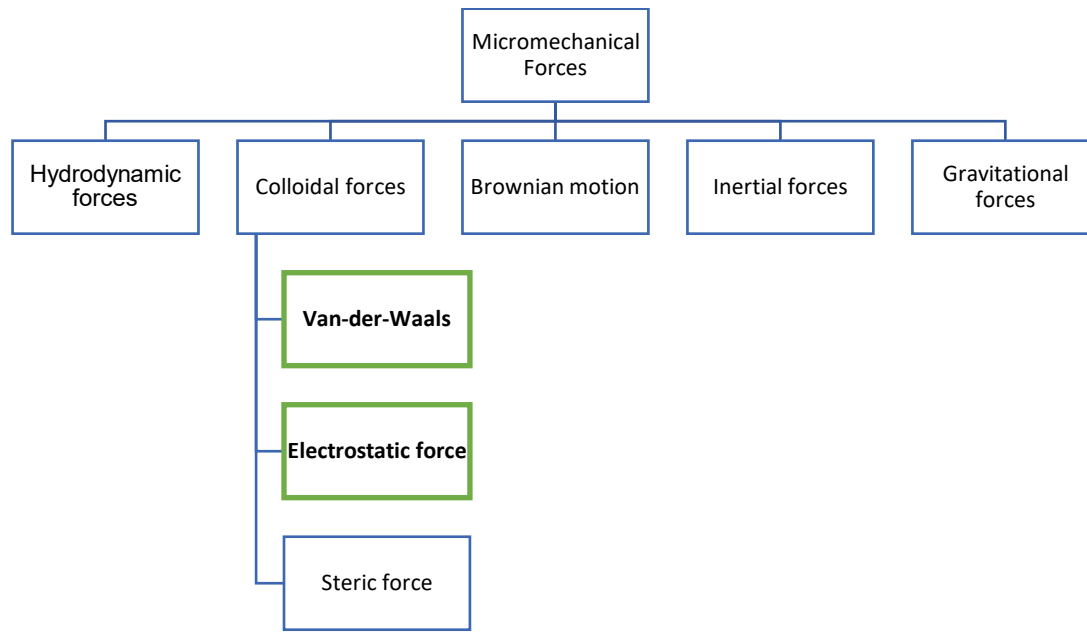 Micromechanical
Forces
Hydrodynamic
forces
Colloidal forces
Brownian motion
Inertial forces
Gravitational
forces
Van-der-Waals
Electrostatic force
Steric force